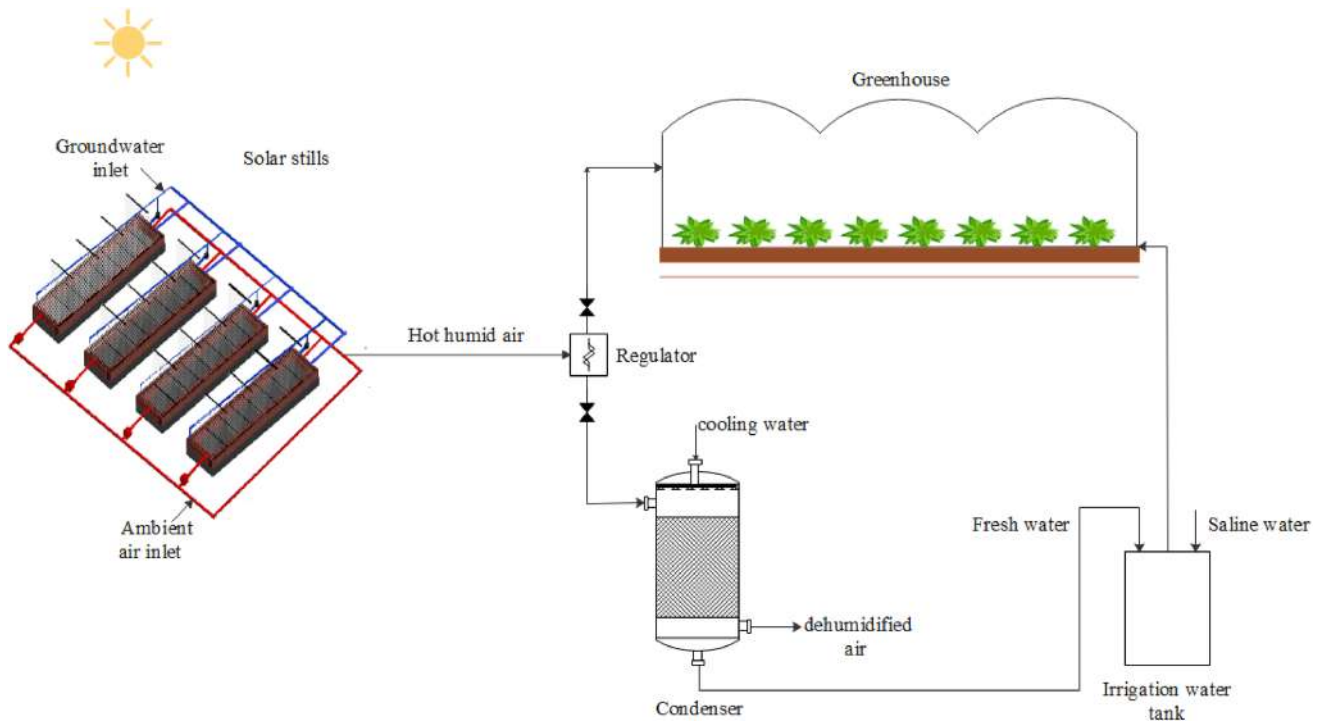 Greenhouse
Groundwater
inlet
Solar stills
Hot humid air
Regulator
cooling water
Ambient
air inlet
Fresh water
Saline water
dehumidified
air
Condenser
Irrigation water
tank